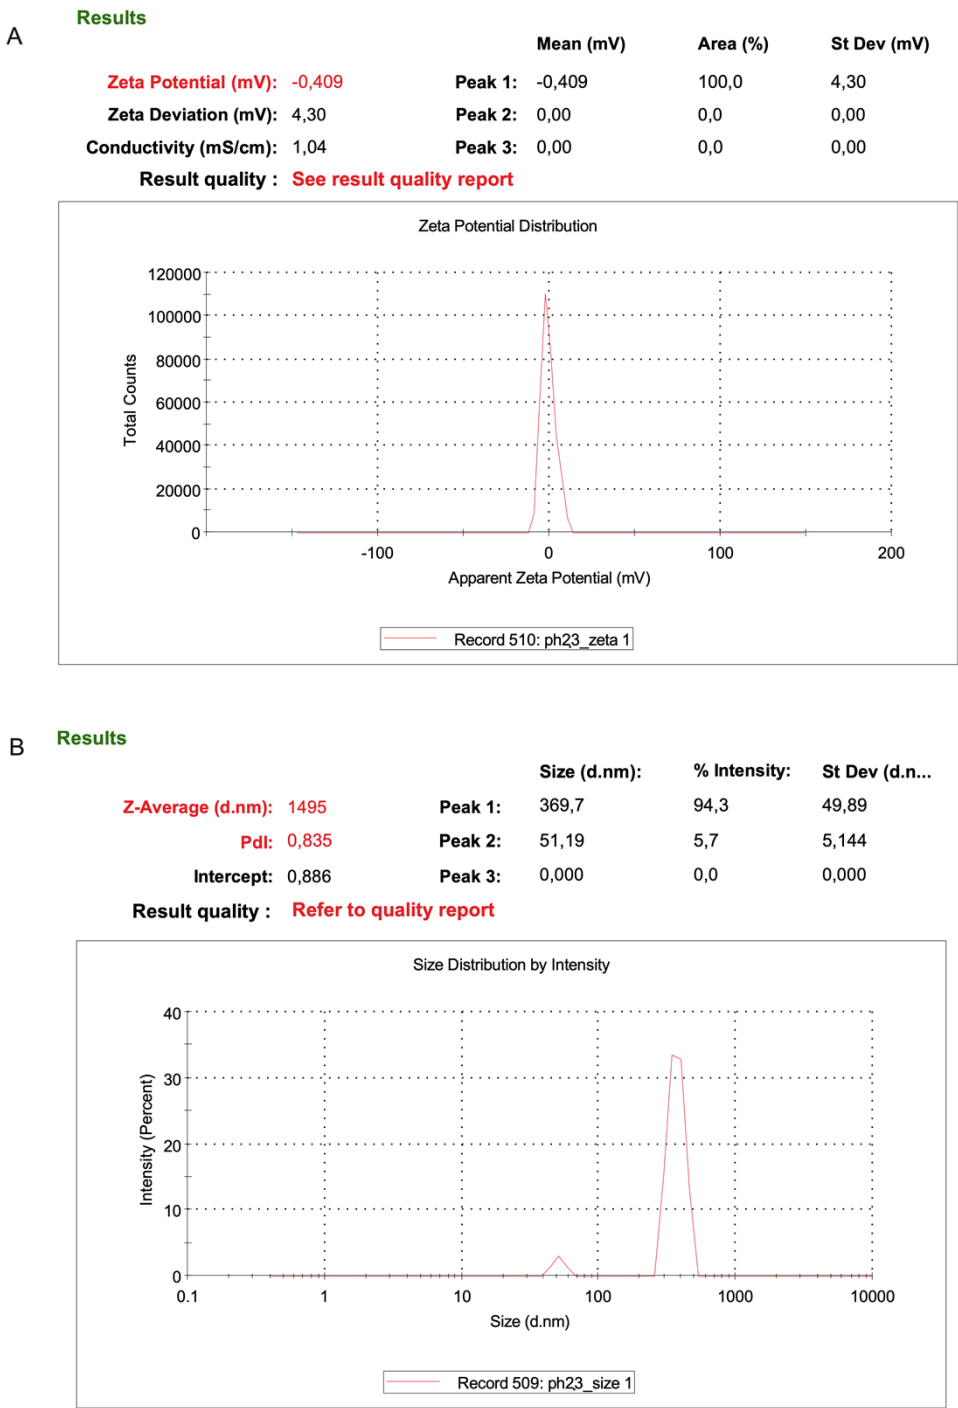 A
Results
Mean (mV) Area (%) St Dev (mV)
Zeta Potential (mV): -0,409 Peak 1: -0,409 100,0 4,30
Zeta Deviation (mV): 4,30 Peak 2: 0,00 0,0 0,00
Conductivity (mS/cm): 1,04 Peak 3: 0,00 0,0 0,00
Result quality : See result quality report
Zeta Potential Distribution
120000
100000
80000
60000
40000
20000
0
Total Counts
-100 0 100 200
Apparent Zeta Potential (mV)
Record 510: ph23_zeta 1
B
Results
Size (d.nm): % Intensity: St Dev (d.n...
Z-Average (d.nm): 1495 Peak 1: 369,7 94,3 49,89
PdI: 0,835 Peak 2: 51,19 5,7 5,144
Intercept: 0,886 Peak 3: 0,000 0,0 0,000
Result quality : Refer to quality report
Size Distribution by Intensity
40
30
20
10
0
Intensity (Percent)
0.1 1 10 100 1000 10000
Size (d.nm)
Record 509: ph23_size 1